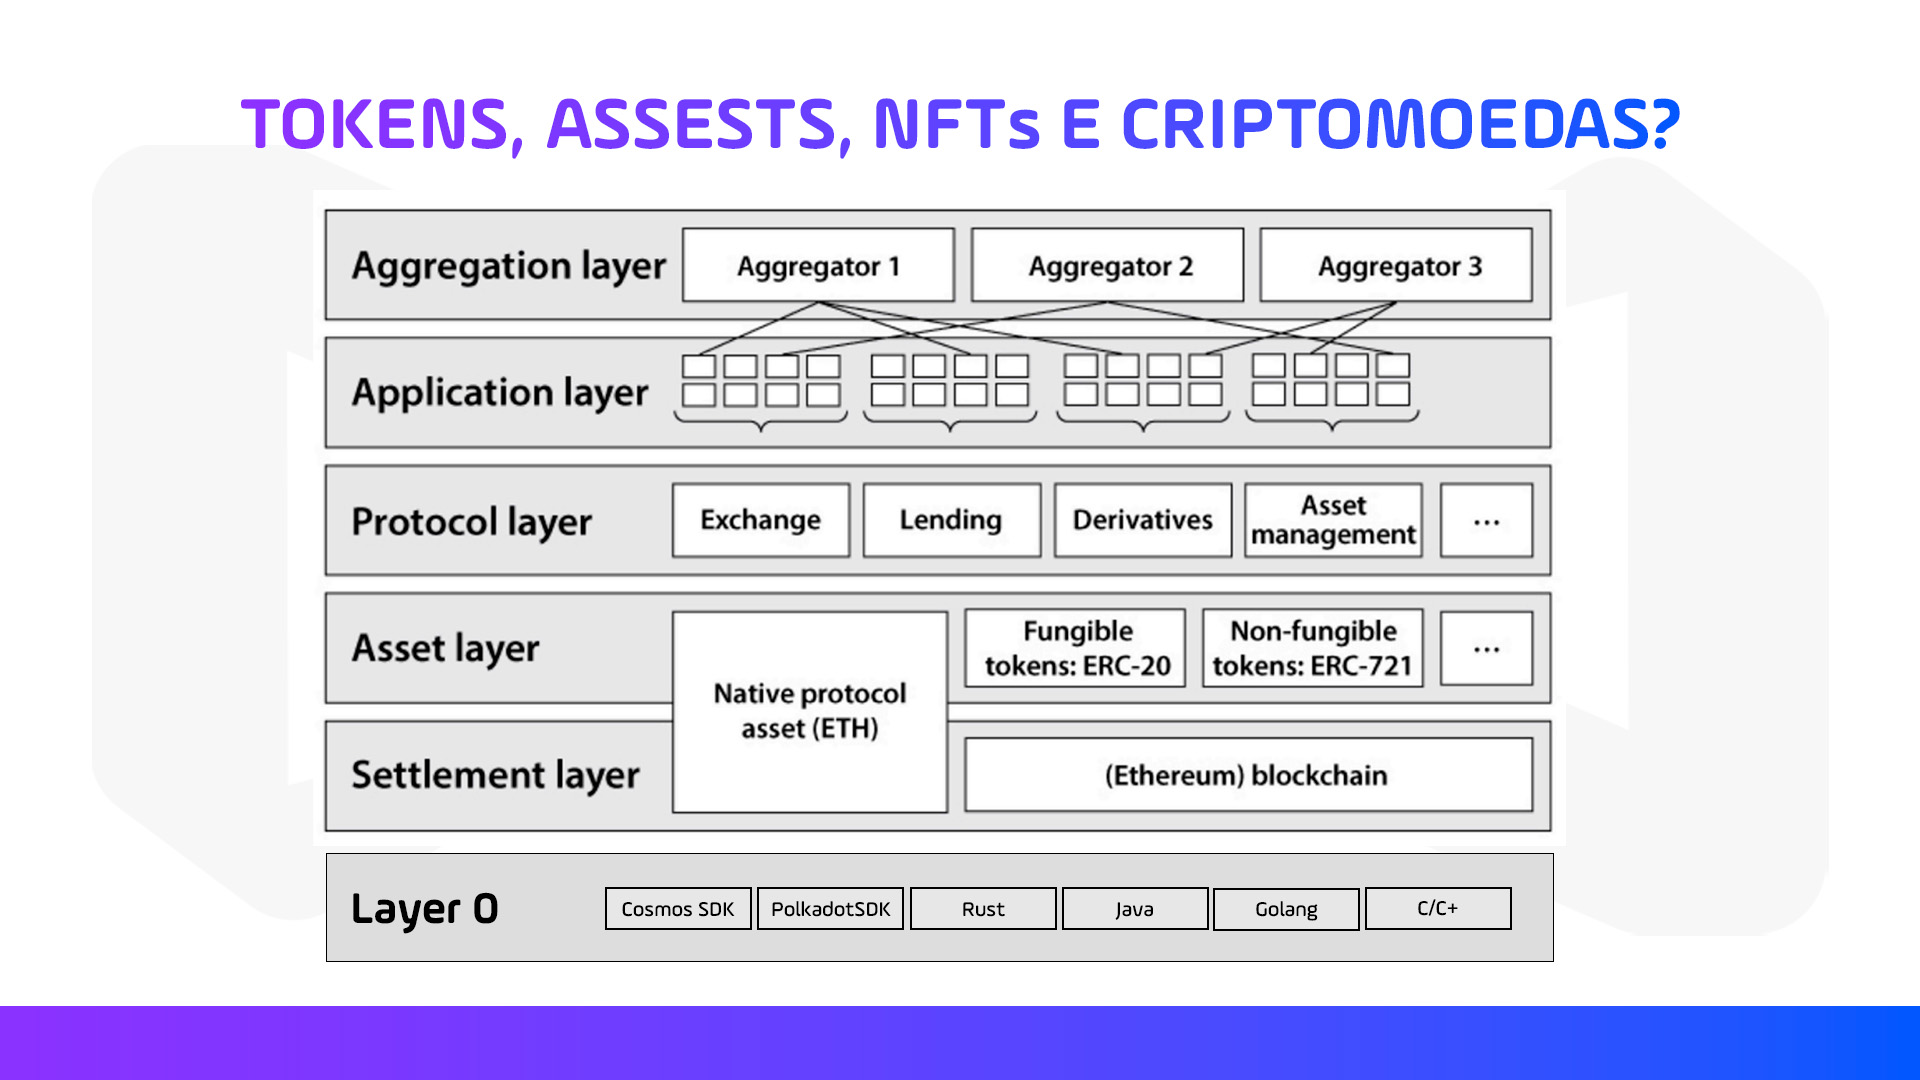 TOKENS, ASSESTS, NFTs E CRIPTOMOEDAS?
Aggregation layer
Aggregator 1
Aggregator 2
Aggregator 3
Application layer
Protocol layer
Exchange
Lending
Derivatives
Asset
management
...
Asset layer
Native protocol
asset (ETH)
Fungible
tokens: ERC-20
Non-fungible
tokens: ERC-721
...
Settlement layer
(Ethereum) blockchain
Layer 0
Cosmos SDK
PolkadotSDK
Rust
Java
Golang
C/C+